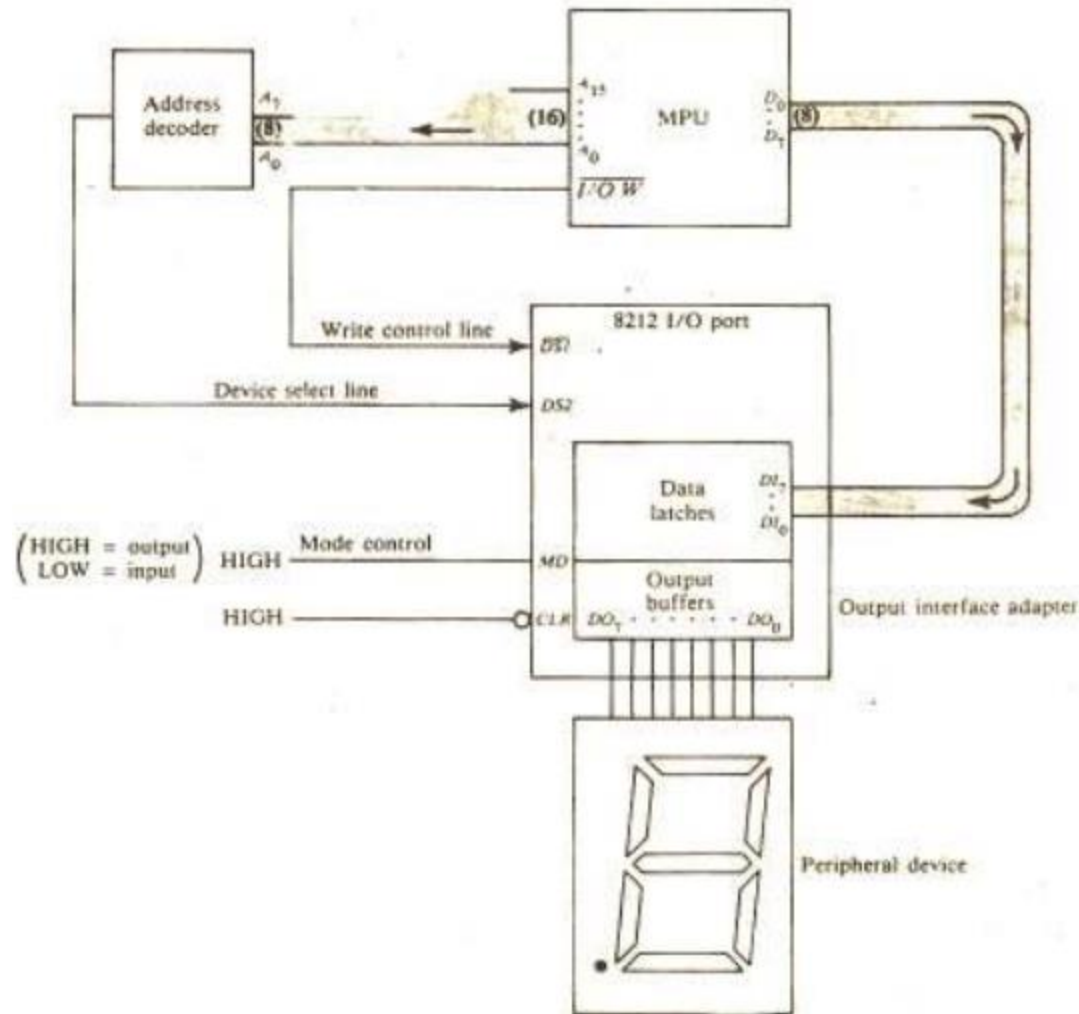 Address
decoder
A₇
(8)
A₀
A₁₅
(16)
A₀
I/O W
MPU
D₀
D₇
(8)
8212 I/O port
Write control line
DS1
Device select line
DS2
Data
latches
DI₇
DI₀
(HIGH = output
LOW = input)
HIGH
Mode control
MD
Output
buffers
HIGH
CLR
DO₇
DO₀
Output interface adapter
Peripheral device